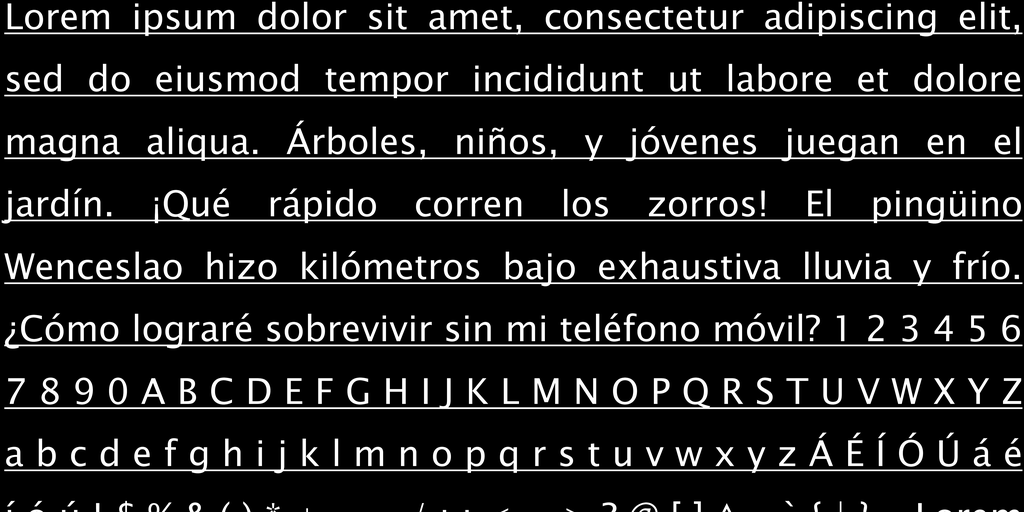 Lorem ipsum dolor sit amet, consectetur adipiscing elit,
sed do eiusmod tempor incididunt ut labore et dolore
magna aliqua. Árboles, niños, y jóvenes juegan en el
jardín. ¡Qué rápido corren los zorros! El pingüino
Wenceslao hizo kilómetros bajo exhaustiva lluvia y frío.
¿Cómo lograré sobrevivir sin mi teléfono móvil? 1 2 3 4 5 6
7 8 9 0 A B C D E F G H I J K L M N O P Q R S T U V W X Y Z
a b c d e f g h i j k l m n o p q r s t u v w x y z Á É Í Ó Ú á é
í ó ú ! $ % & ( ) * + / : ; < > ? @ [ ] ^ ` { | } Lorem